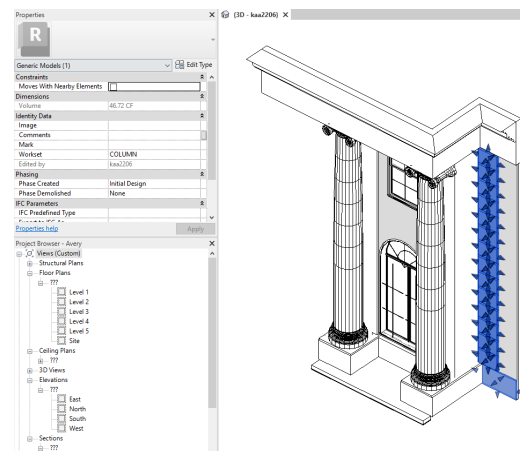 Properties
{3D - kaa2206}
R
Generic Models (1)
Edit Type
Constraints
Moves With Nearby Elements
Dimensions
Volume 46.72 CF
Identity Data
Image
Comments
Mark
Workset COLUMN
Edited by kaa2206
Phasing
Phase Created Initial Design
Phase Demolished None
IFC Parameters
IFC Predefined Type
Properties help
Apply
Project Browser - Avery
Views (Custom)
Structural Plans
Floor Plans
???
Level 1
Level 2
Level 3
Level 4
Level 5
Site
Ceiling Plans
???
3D Views
Elevations
???
East
North
South
West
Sections
???